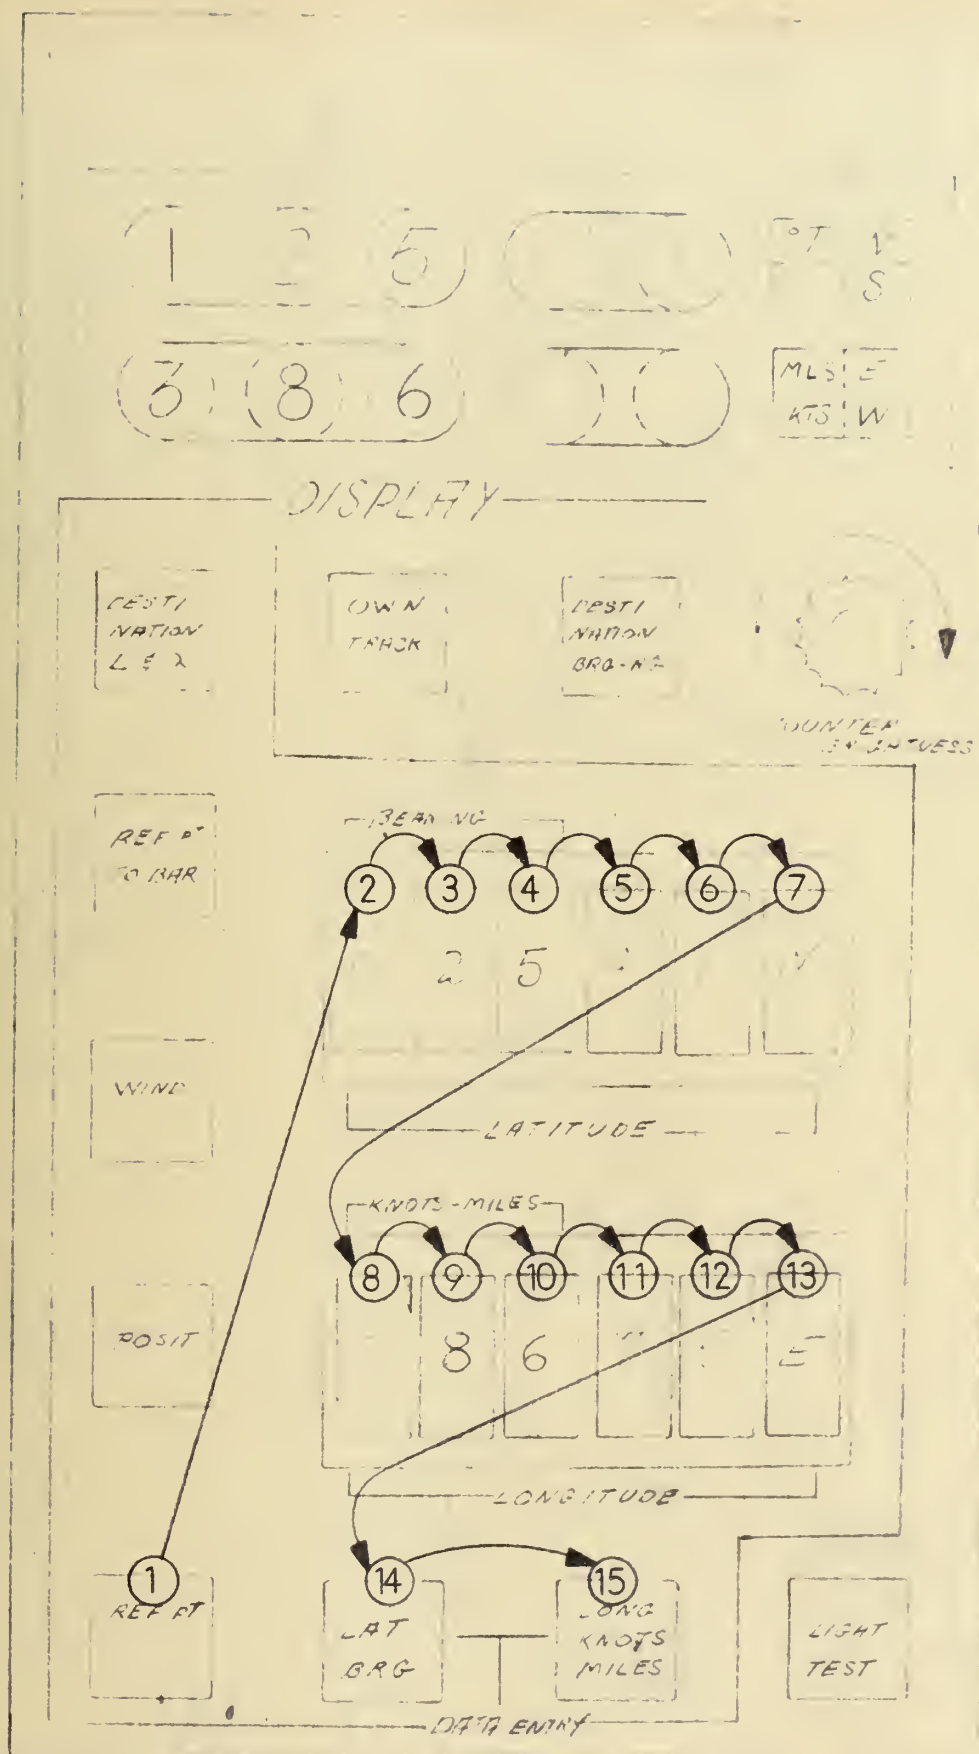 1 2 5 °T N
S
3 8 6 MLS E
KTS W
DISPLAY
DESTI
NATION
L & λ
OWN
TRACK
DESTI
NATION
BRG-
COUNTER
REF PT
TO BAR
BEARING
2 3 4 5 6 7
2 5
WIND
LATITUDE
KNOTS-MILES
8 9 10 11 12 13
8 6 E
POSIT
LONGITUDE
1 14 15
REF PT
LAT
BRG
LONG
KNOTS
MILES
LIGHT
TEST
DATA ENTRY